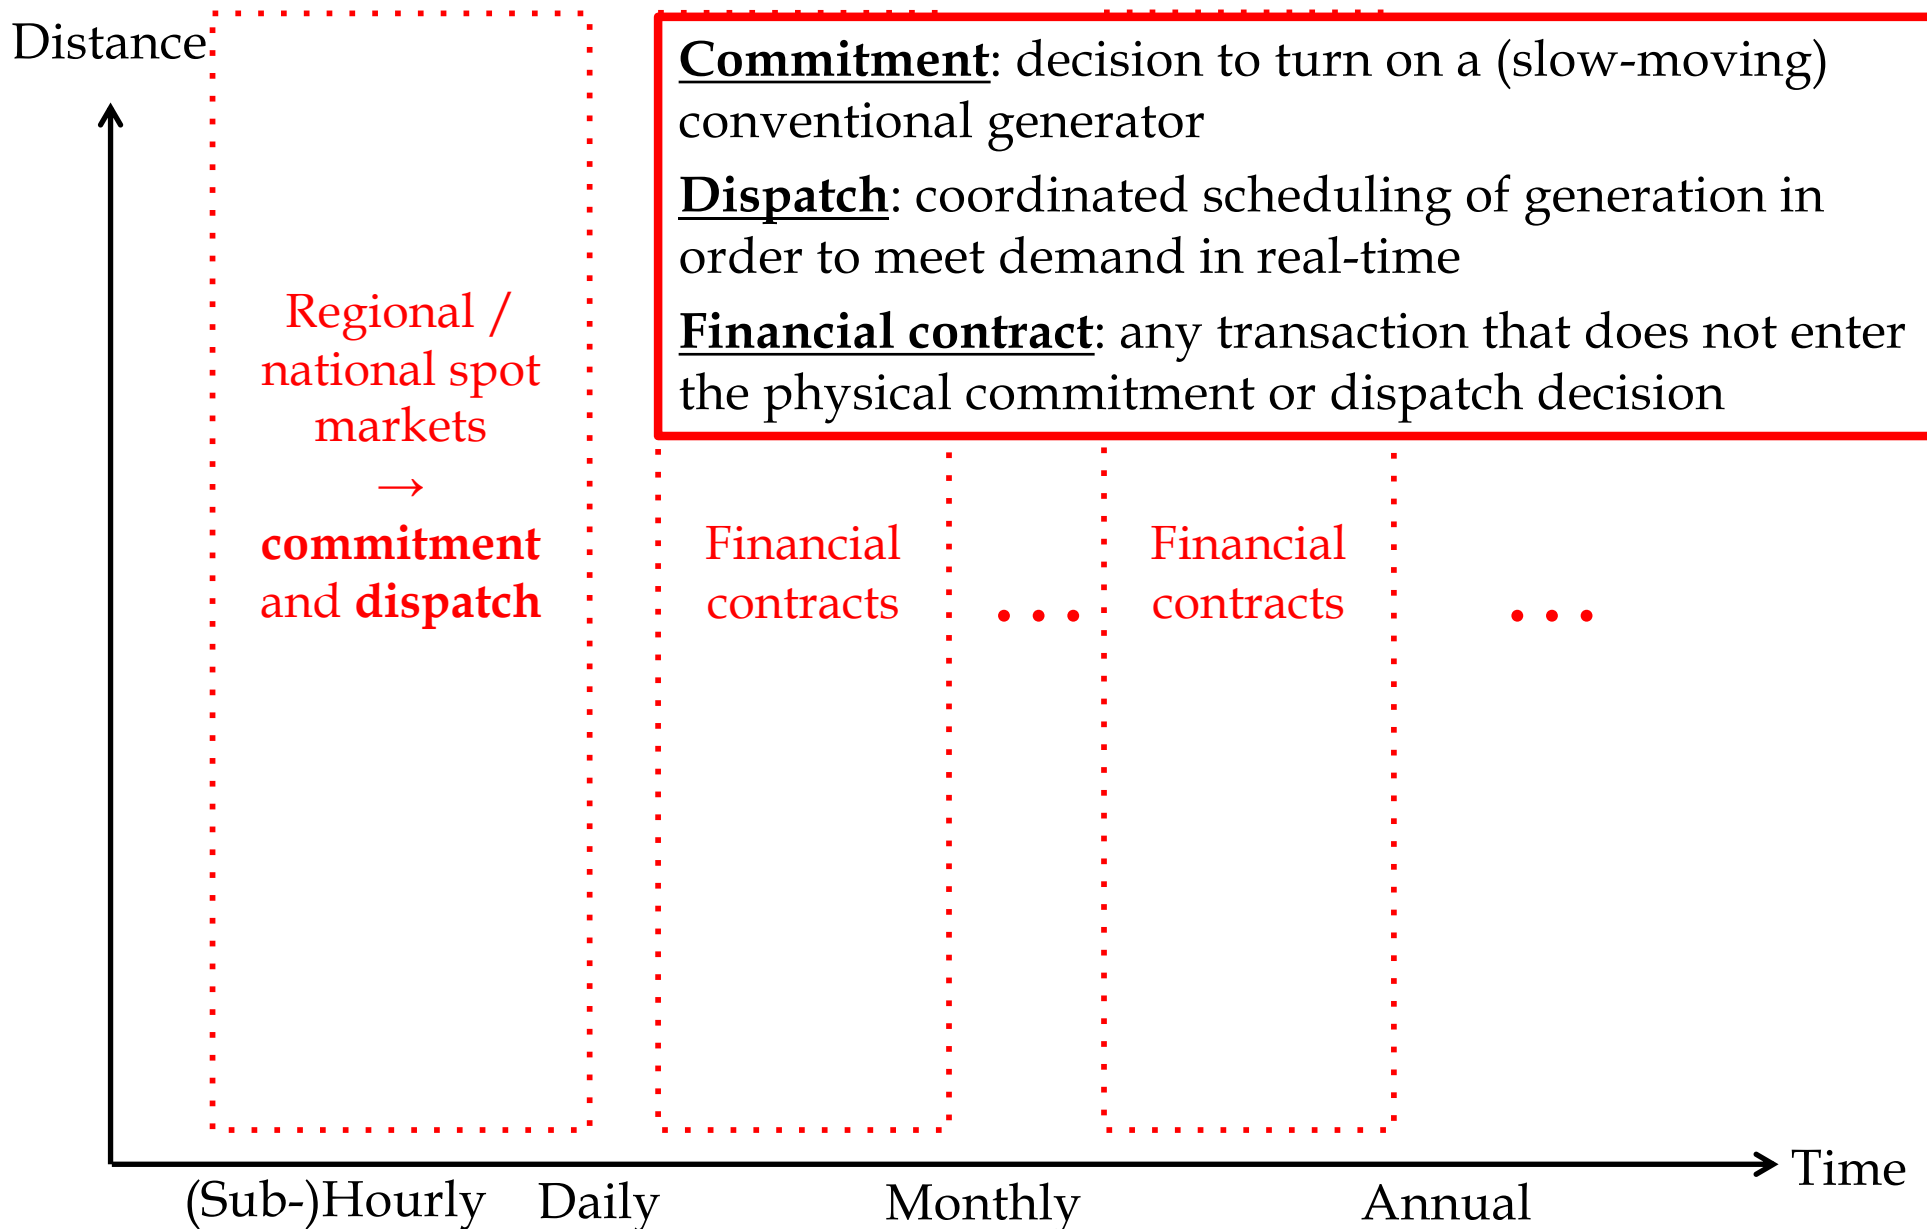 Distance
Commitment: decision to turn on a (slow-moving)
conventional generator
Dispatch: coordinated scheduling of generation in
order to meet demand in real-time
Financial contract: any transaction that does not enter
the physical commitment or dispatch decision
Regional /
national spot
markets
→
commitment
and dispatch
Financial
contracts
...
Financial
contracts
...
Time
(Sub-)Hourly
Daily
Monthly
Annual